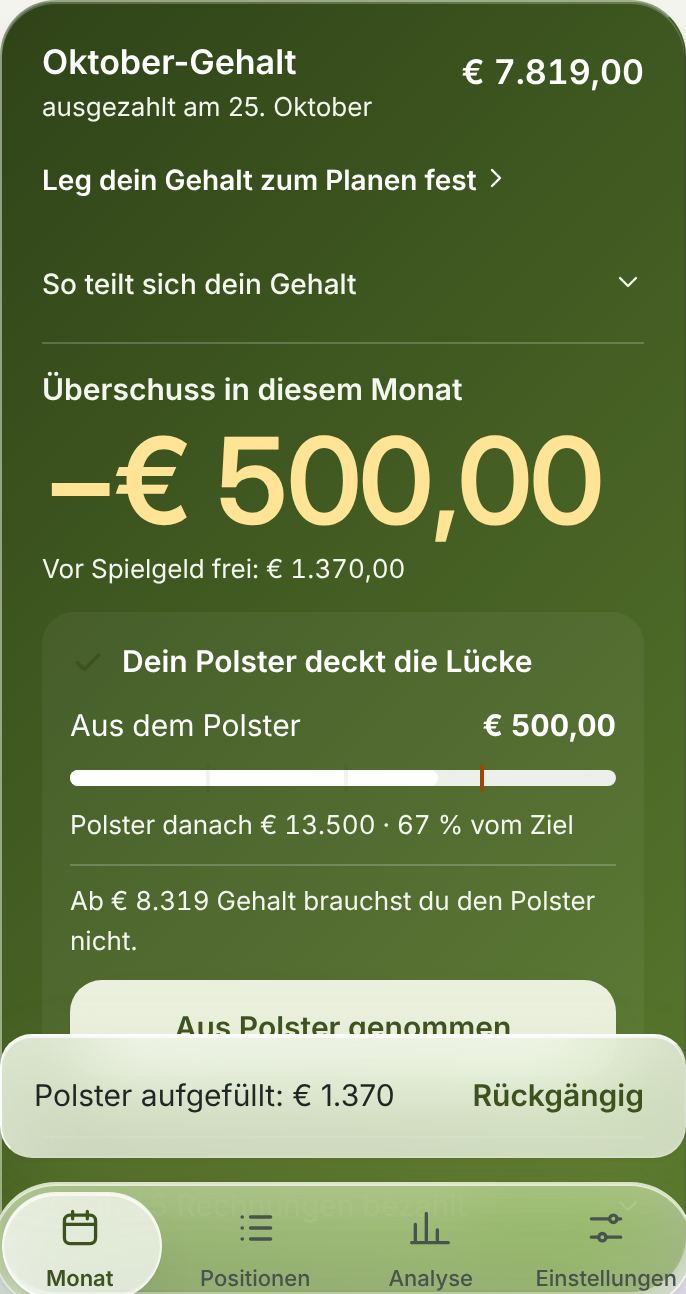 Oktober-Gehalt
€ 7.819,00
ausgezahlt am 25. Oktober
Leg dein Gehalt zum Planen fest
So teilt sich dein Gehalt
Überschuss in diesem Monat
–€ 500,00
Vor Spielgeld frei: € 1.370,00
Dein Polster deckt die Lücke
Aus dem Polster
€ 500,00
Polster danach € 13.500 · 67 % vom Ziel
Ab € 8.319 Gehalt brauchst du den Polster
nicht.
Aus Polster genommen
Polster aufgefüllt: € 1.370
Rückgängig
Rechnungen bezahlt
Monat
Positionen
Analyse
Einstellungen